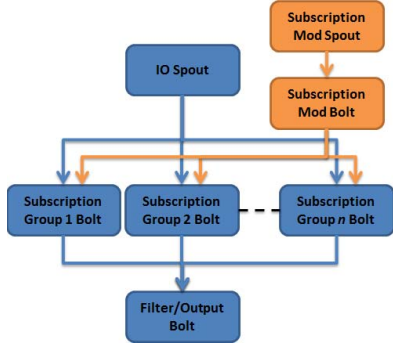 Subscription
Mod Spout
IO Spout
Subscription
Mod Bolt
Subscription
Group 1 Bolt
Subscription
Group 2 Bolt
Subscription
Group n Bolt
Filter/Output
Bolt